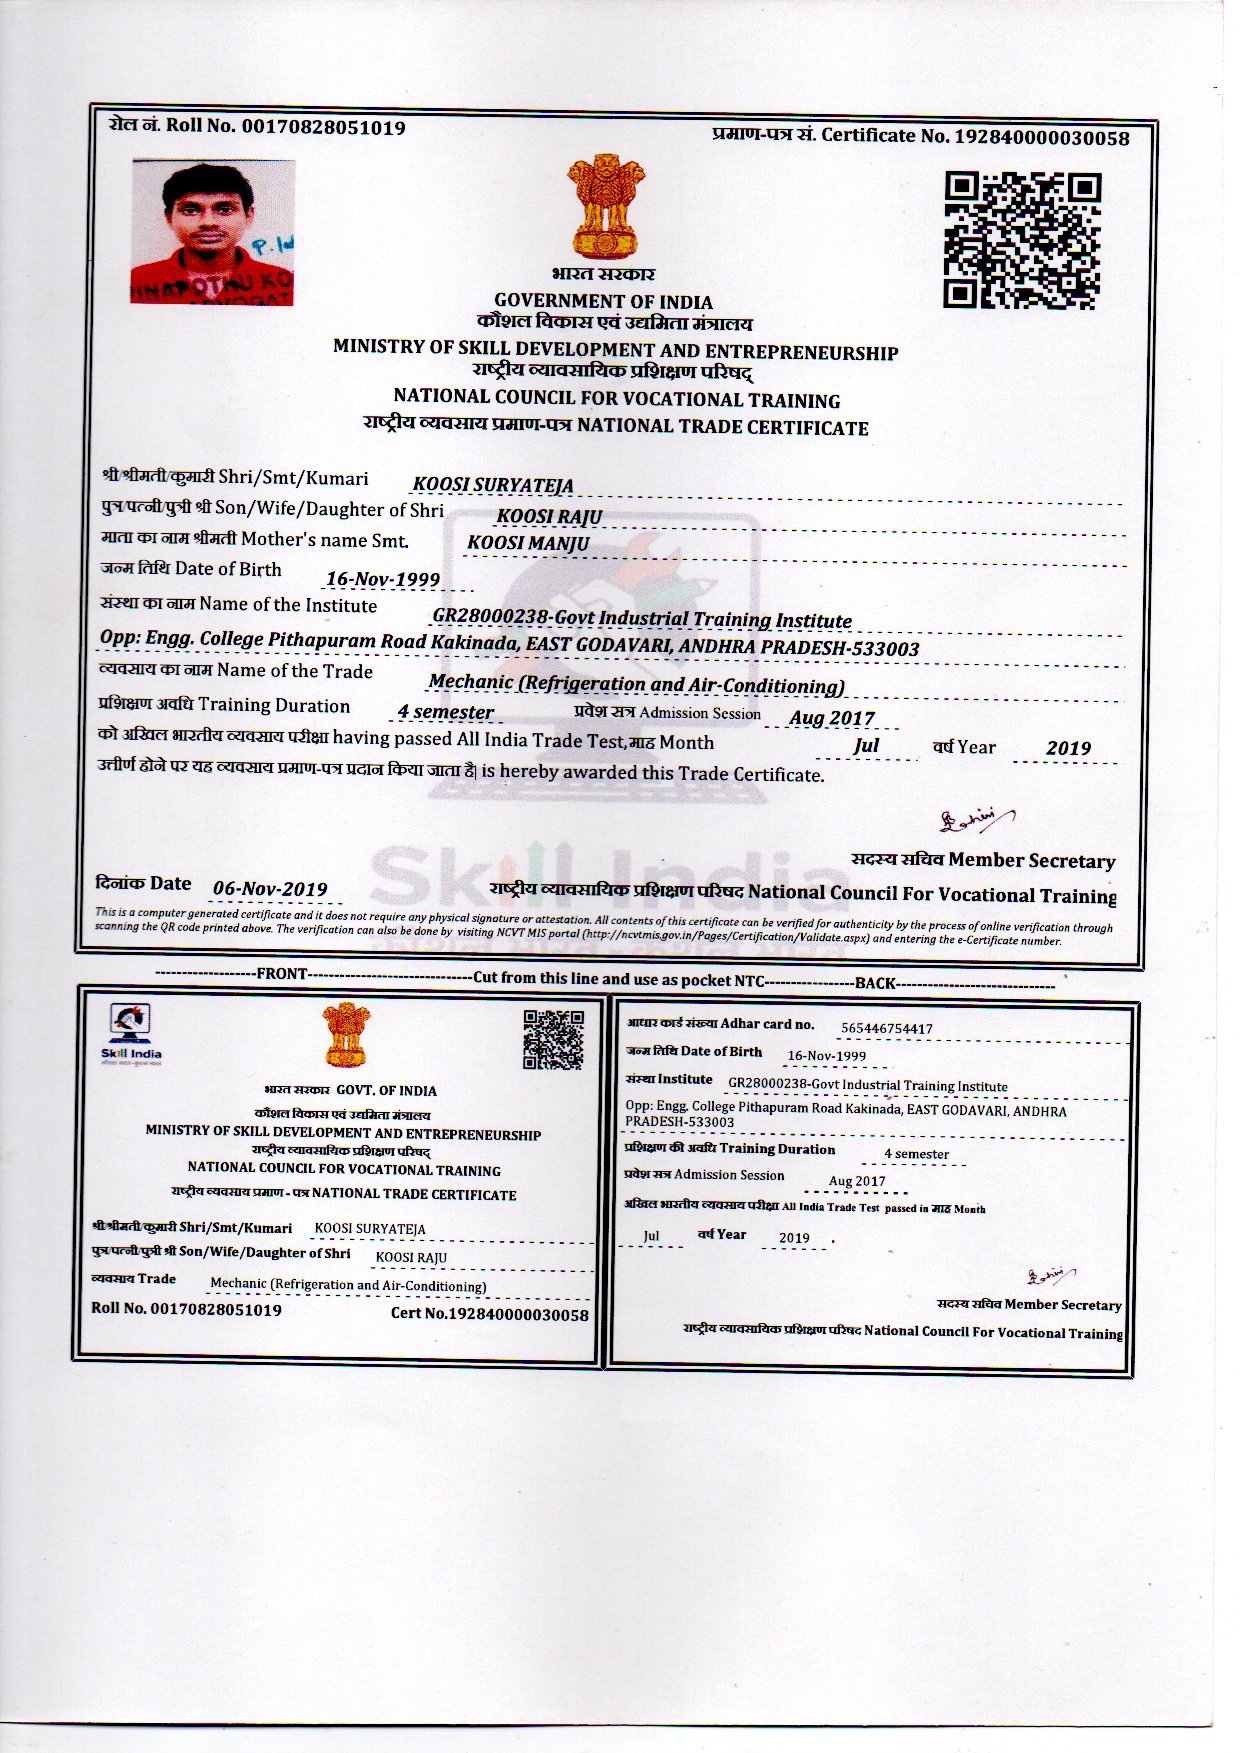 रोल नं. Roll No. 00170828051019
प्रमाण-पत्र सं. Certificate No. 192840000030058
P.
INAPOT
भारत सरकार
GOVERNMENT OF INDIA
कौशल विकास एवं उद्यमिता मंत्रालय
MINISTRY OF SKILL DEVELOPMENT AND ENTREPRENEURSHIP
राष्ट्रीय व्यावसायिक प्रशिक्षण परिषद्
NATIONAL COUNCIL FOR VOCATIONAL TRAINING
राष्ट्रीय व्यवसाय प्रमाण-पत्र NATIONAL TRADE CERTIFICATE
श्री/श्रीमती/कुमारी Shri/Smt/Kumari KOOSI SURYATEJA
पुत्र/पत्नी/पुत्री श्री Son/Wife/Daughter of Shri KOOSI RAJU
माता का नाम श्रीमती Mother's name Smt. KOOSI MANJU
जन्म तिथि Date of Birth 16-Nov-1999
संस्था का नाम Name of the Institute GR28000238-Govt Industrial Training Institute
Opp: Engg. College Pithapuram Road Kakinada, EAST GODAVARI, ANDHRA PRADESH-533003
व्यवसाय का नाम Name of the Trade Mechanic (Refrigeration and Air-Conditioning)
प्रशिक्षण अवधि Training Duration 4 semester प्रवेश सत्र Admission Session Aug 2017
को अखिल भारतीय व्यवसाय परीक्षा having passed All India Trade Test, माह Month Jul वर्ष Year 2019
उत्तीर्ण होने पर यह व्यवसाय प्रमाण-पत्र प्रदान किया जाता है| is hereby awarded this Trade Certificate.
सदस्य सचिव Member Secretary
Skill India
दिनांक Date 06-Nov-2019 राष्ट्रीय व्यावसायिक प्रशिक्षण परिषद National Council For Vocational Training
This is a computer generated certificate and it does not require any physical signature or attestation. All contents of this certificate can be verified for authenticity by the process of online verification through
scanning the QR code printed above. The verification can also be done by visiting NCVT MIS portal (http://ncvtmis.gov.in/Pages/Certification/Validate.aspx) and entering the e-Certificate number.
-------------------FRONT-------------------------------Cut from this line and use as pocket NTC-----------------BACK------------------------------
Skill India
भारत सरकार GOVT. OF INDIA
कौशल विकास एवं उद्यमिता मंत्रालय
MINISTRY OF SKILL DEVELOPMENT AND ENTREPRENEURSHIP
राष्ट्रीय व्यावसायिक प्रशिक्षण परिषद्
NATIONAL COUNCIL FOR VOCATIONAL TRAINING
राष्ट्रीय व्यवसाय प्रमाण - पत्र NATIONAL TRADE CERTIFICATE
श्री/श्रीमती/कुमारी Shri/Smt/Kumari KOOSI SURYATEJA
पुत्र/पत्नी/पुत्री श्री Son/Wife/Daughter of Shri KOOSI RAJU
व्यवसाय Trade Mechanic (Refrigeration and Air-Conditioning)
Roll No. 00170828051019 Cert No.192840000030058
आधार कार्ड संख्या Adhar card no. 565446754417
जन्म तिथि Date of Birth 16-Nov-1999
संस्था Institute GR28000238-Govt Industrial Training Institute
Opp: Engg. College Pithapuram Road Kakinada, EAST GODAVARI, ANDHRA
PRADESH-533003
प्रशिक्षण की अवधि Training Duration 4 semester
प्रवेश सत्र Admission Session Aug 2017
अखिल भारतीय व्यवसाय परीक्षा All India Trade Test passed in माह Month
Jul वर्ष Year 2019
सदस्य सचिव Member Secretary
राष्ट्रीय व्यावसायिक प्रशिक्षण परिषद National Council For Vocational Training